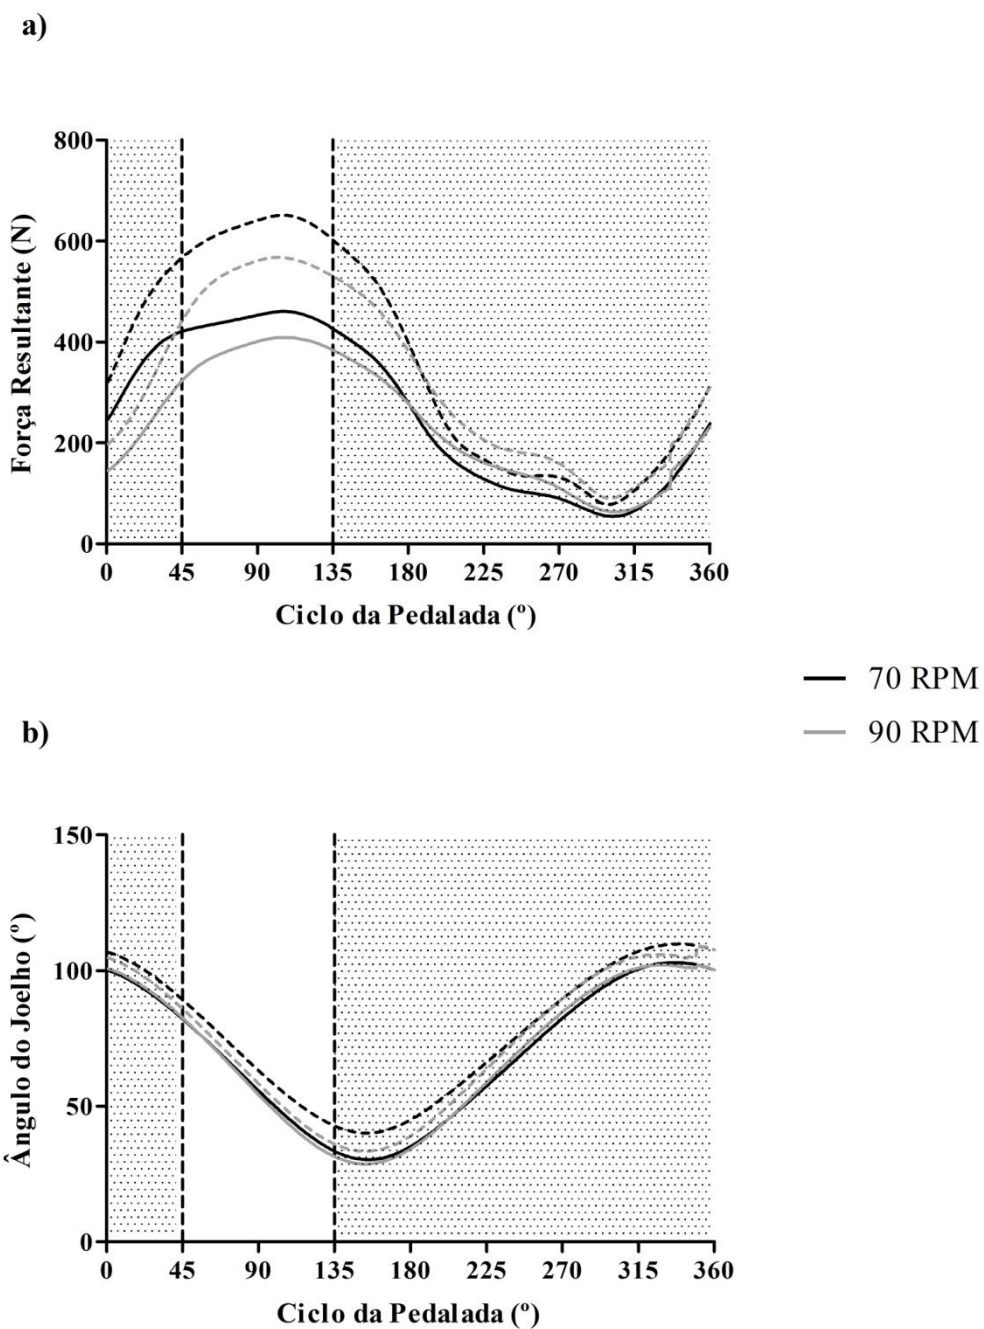 a)
800
600
400
200
0
Força Resultante (N)
0 45 90 135 180 225 270 315 360
Ciclo da Pedalada (º)
70 RPM
90 RPM
b)
150
100
50
0
Ângulo do Joelho (º)
0 45 90 135 180 225 270 315 360
Ciclo da Pedalada (º)